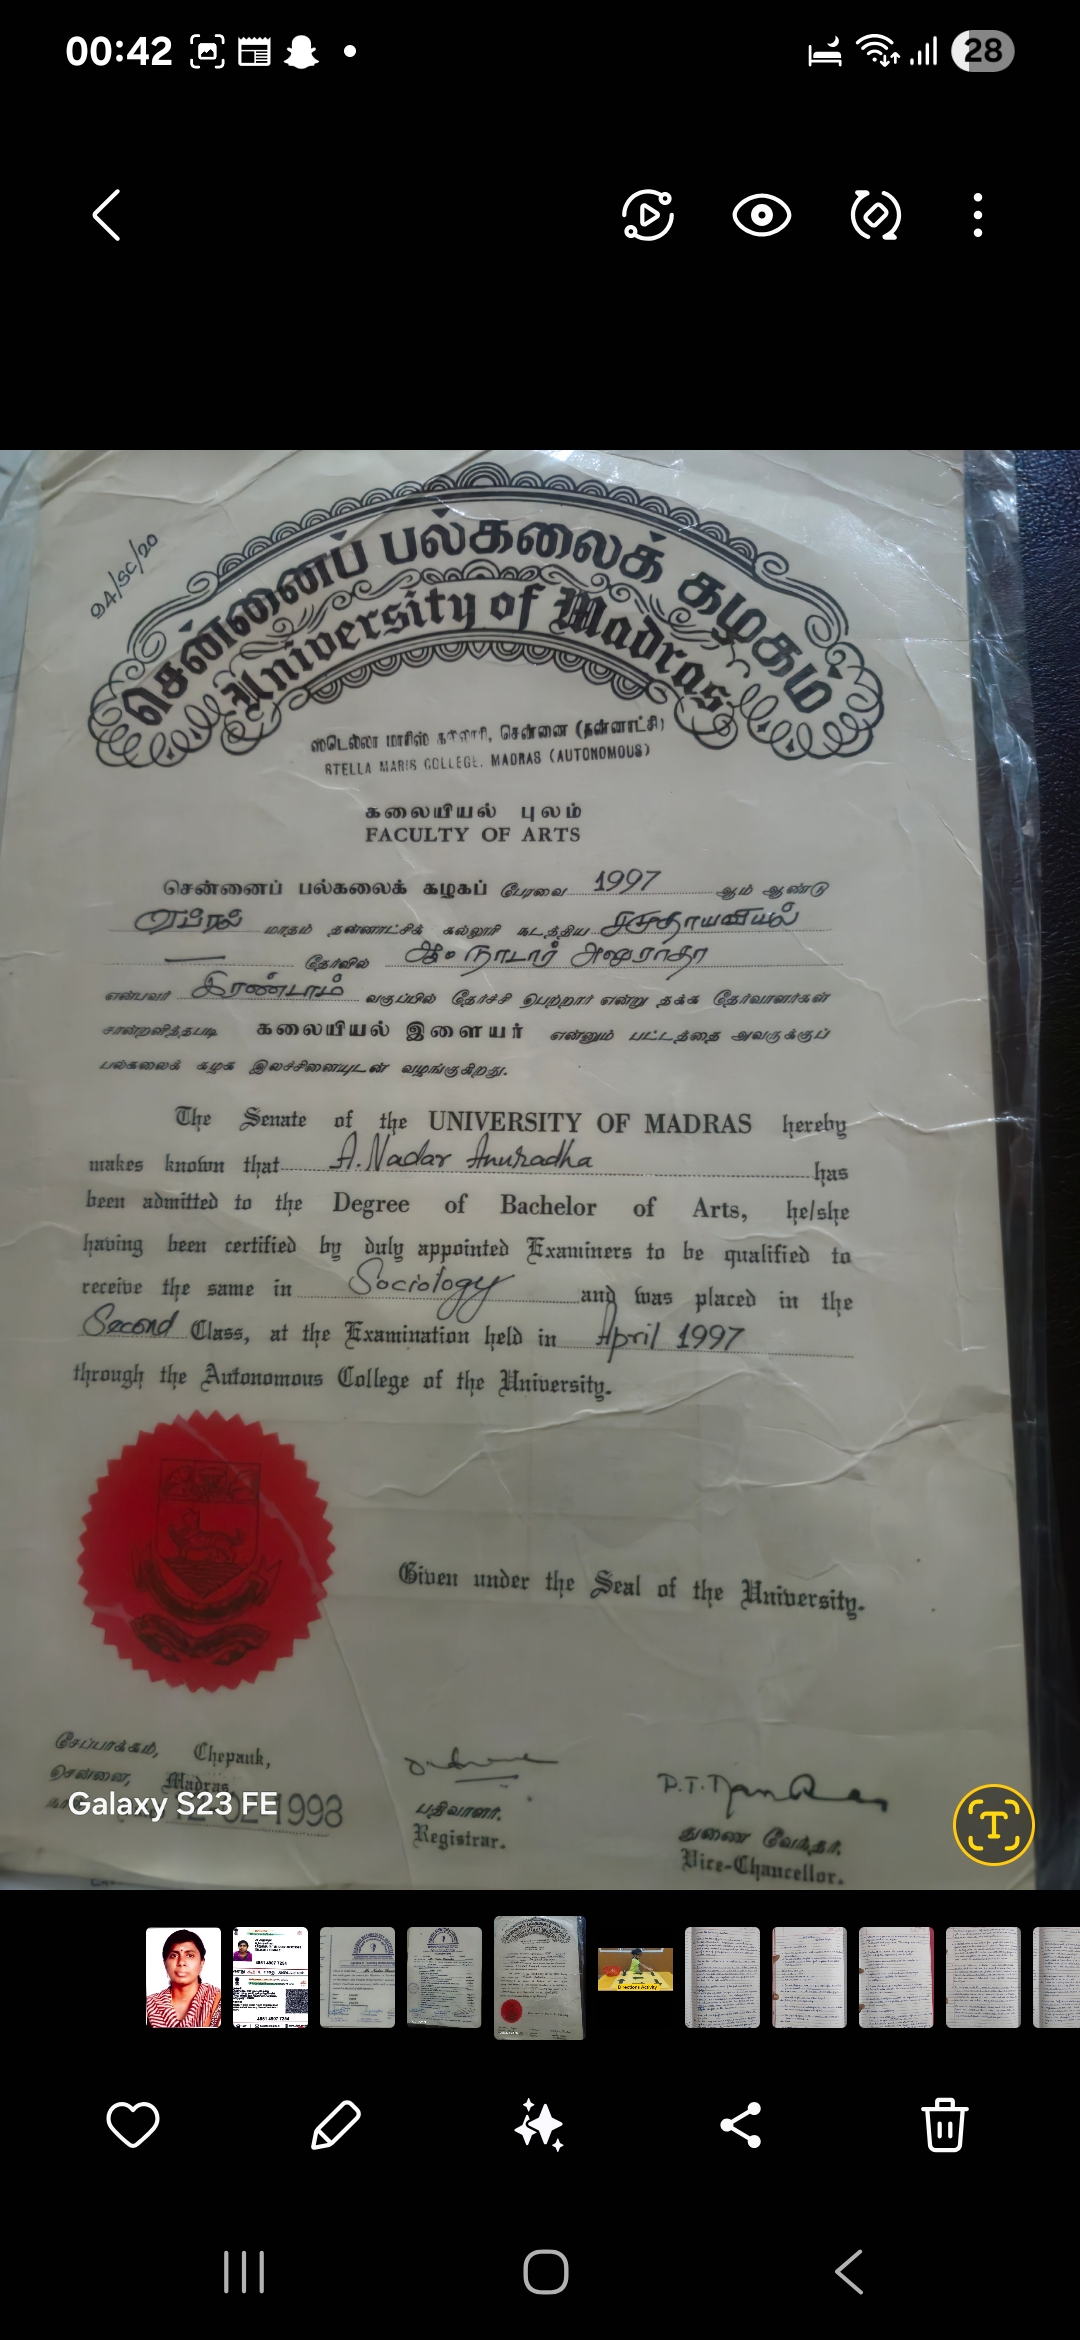 00:42
28
94/SC/20
சென்னைப் பல்கலைக் கழகம்
University of Madras
ஸ்டெல்லா மாரிஸ் கல்லூரி, சென்னை (தன்னாட்சி)
STELLA MARIS COLLEGE, MADRAS (AUTONOMOUS)
கலையியல் புலம்
FACULTY OF ARTS
சென்னைப் பல்கலைக் கழகப் பேரவை 1997 ஆம் ஆண்டு
ஏப்ரல் மாதம் தன்னாட்சிக் கல்லூரி நடத்திய சமுதாயவியல்
— தேர்வில் ஆ. நாடார் அனுராதா
என்பவர் இரண்டாம் வகுப்பில் தேர்ச்சி பெற்றார் என்று தக்க தேர்வாளர்கள்
சான்றளித்தபடி கலையியல் இளையர் என்னும் பட்டத்தை அவருக்குப்
பல்கலைக் கழக இலச்சினையுடன் வழங்குகிறது.
The Senate of the UNIVERSITY OF MADRAS hereby
makes known that A. Nadar Anuradha has
been admitted to the Degree of Bachelor of Arts, he/she
having been certified by duly appointed Examiners to be qualified to
receive the same in Sociology and was placed in the
Second Class, at the Examination held in April 1997
through the Autonomous College of the University.
Given under the Seal of the University.
சேப்பாக்கம், Chepauk,
சென்னை, Madras
1998
Galaxy S23 FE
பதிவாளர்.
Registrar.
துணை வேந்தர்.
Vice-Chancellor.
T
Directions Activity